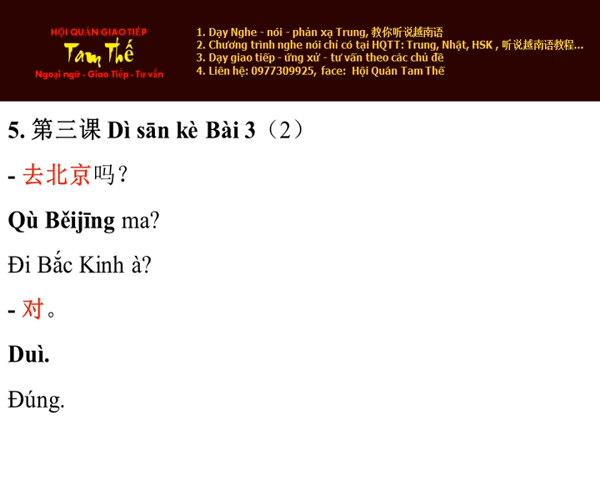 HỘI QUÁN GIAO TIẾP
Tam Thế
Ngoại ngữ - Giao Tiếp - Tư vấn
1. Dạy Nghe - nói - phản xạ Trung, 教你听说越南语
2. Chương trình nghe nói chỉ có tại HQTT: Trung, Nhật, HSK , 听说越南语教程...
3. Dạy giao tiếp - ứng xử - tư vấn theo các chủ đề
4. Liên hệ: 0977309925, face: Hội Quán Tam Thế
5. 第三课 Dì sān kè Bài 3（2）
- 去北京吗？
Qù Běijīng ma?
Đi Bắc Kinh à?
- 对。
Duì.
Đúng.